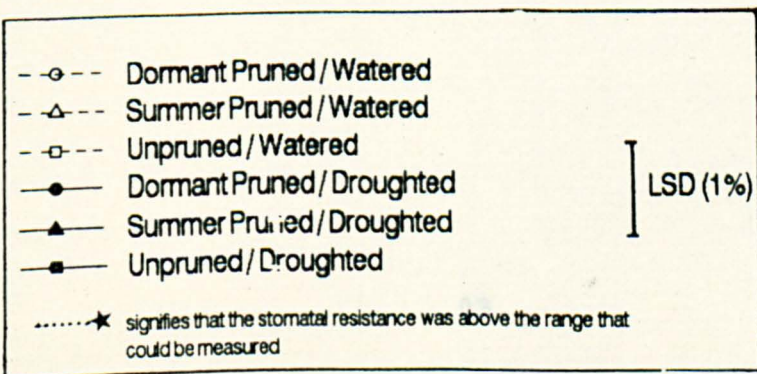 Dormant Pruned / Watered
Summer Pruned / Watered
Unpruned / Watered
Dormant Pruned / Droughted
LSD (1%)
Summer Pruned / Droughted
Unpruned / Droughted
signifies that the stomatal resistance was above the range that
could be measured